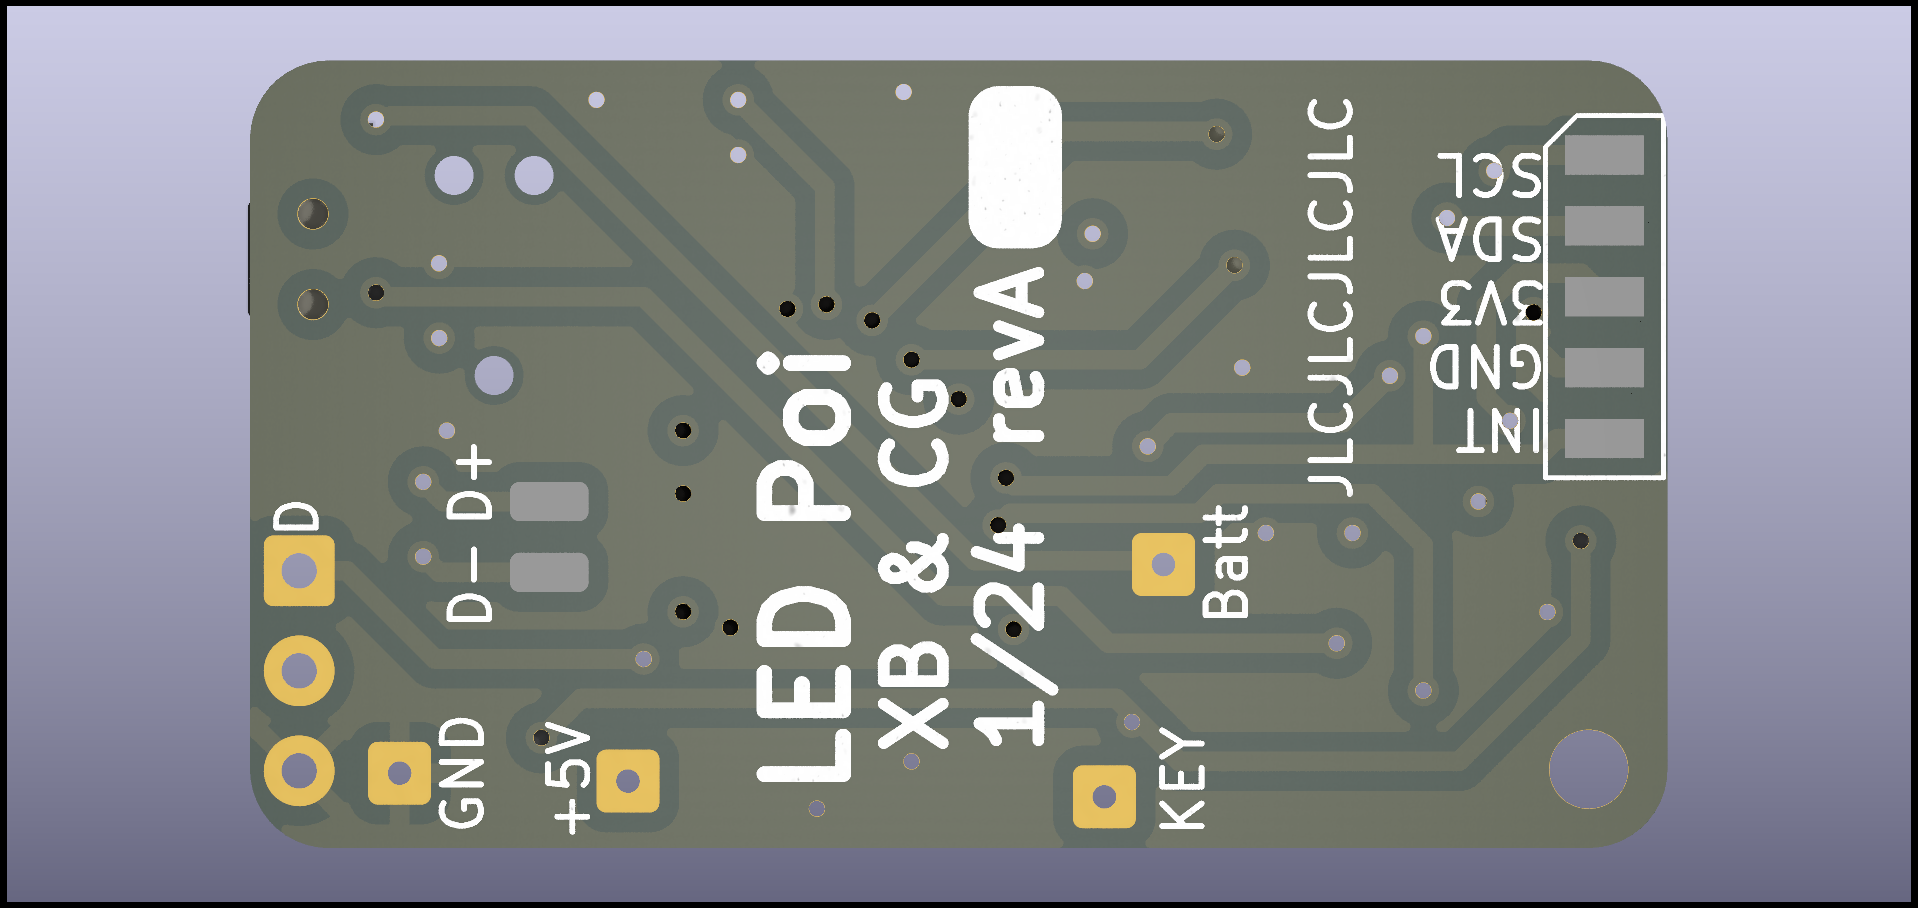 LED Poi
XB & CG
1/24 revA
JLCJLCJLCJLC
SCL
SDA
3V3
GND
INT
D
D+
D-
GND
+5V
Batt
KEY